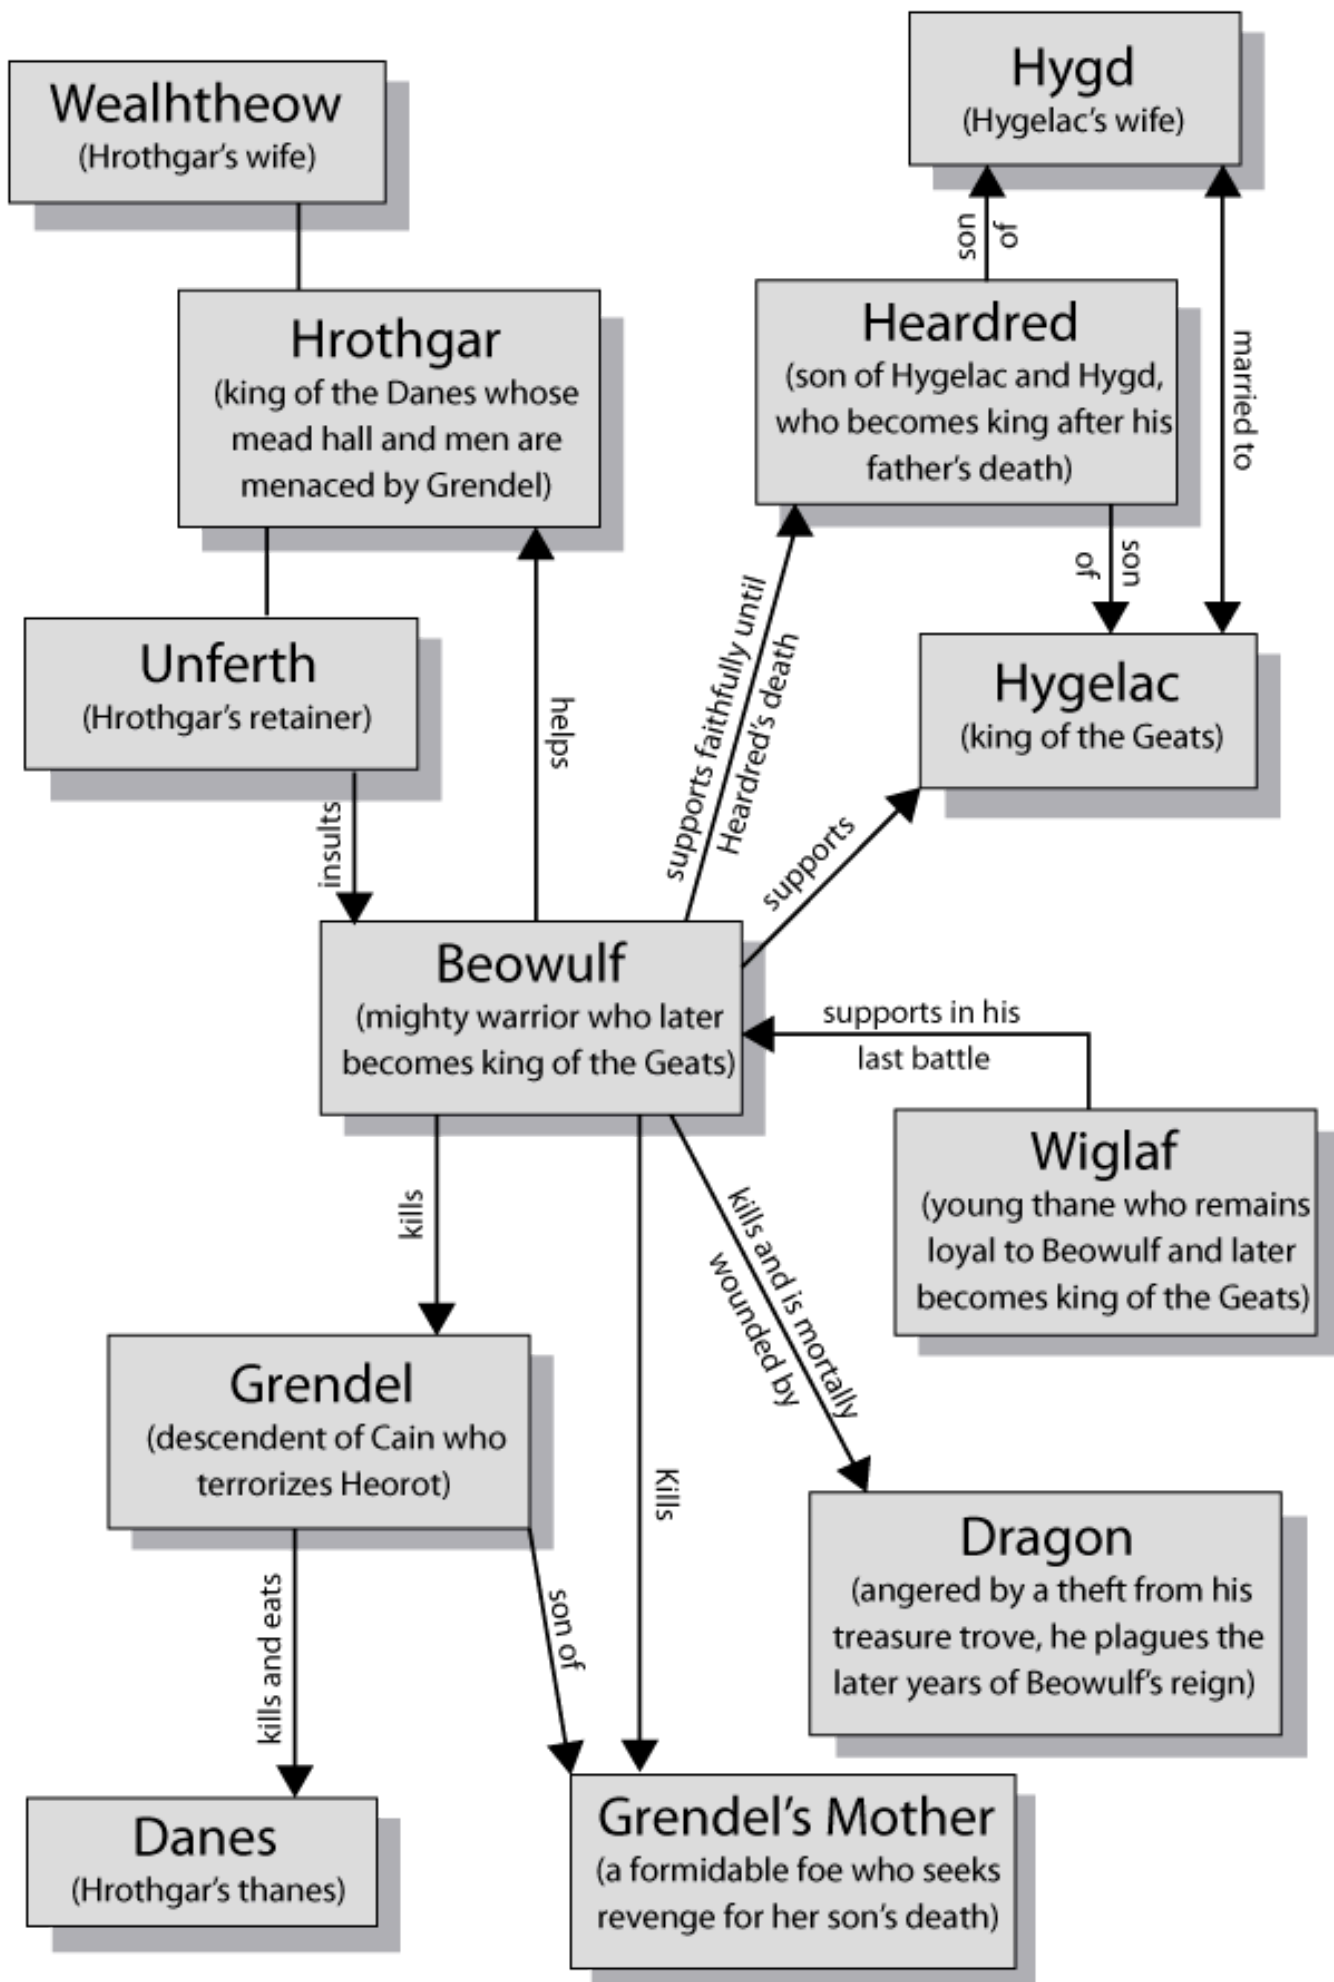 Wealhtheow
(Hrothgar's wife)
Hygd
(Hygelac's wife)
son
of
married to
Hrothgar
(king of the Danes whose
mead hall and men are
menaced by Grendel)
Heardred
(son of Hygelac and Hygd,
who becomes king after his
father's death)
son
of
Unferth
(Hrothgar's retainer)
Hygelac
(king of the Geats)
insults
helps
supports faithfully until
Heardred's death
supports
Beowulf
(mighty warrior who later
becomes king of the Geats)
supports in his
last battle
Wiglaf
(young thane who remains
loyal to Beowulf and later
becomes king of the Geats)
kills
kills and is mortally
wounded by
Grendel
(descendent of Cain who
terrorizes Heorot)
Kills
Dragon
(angered by a theft from his
treasure trove, he plagues the
later years of Beowulf's reign)
kills and eats
son of
Danes
(Hrothgar's thanes)
Grendel's Mother
(a formidable foe who seeks
revenge for her son's death)